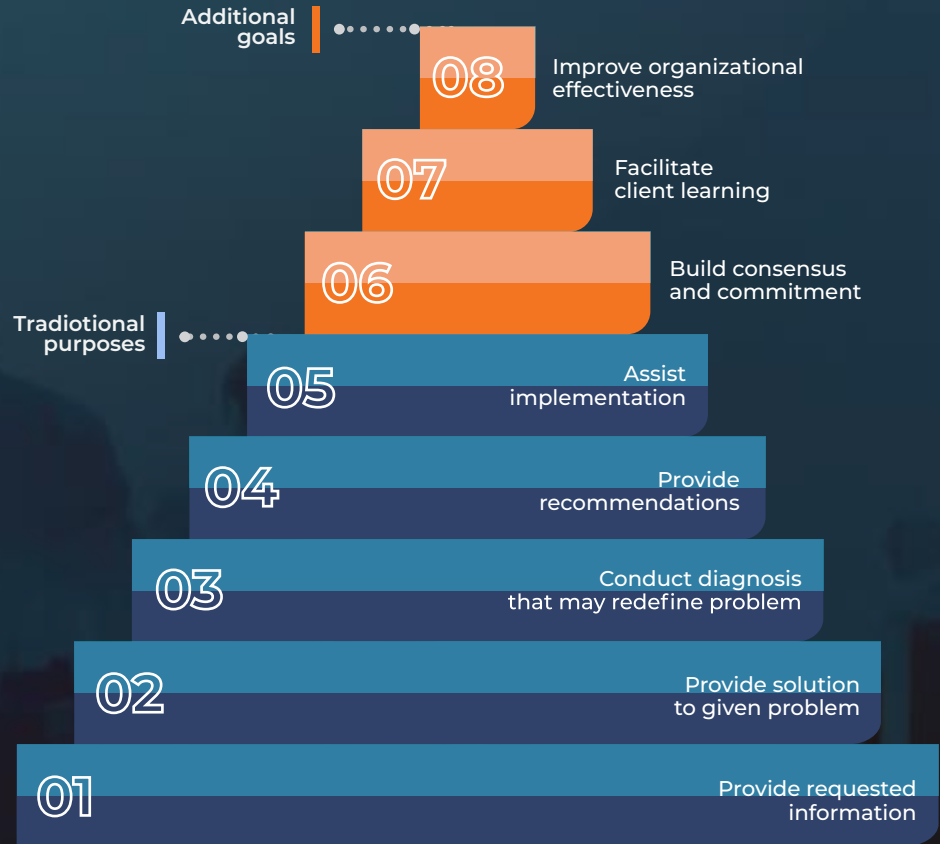 Additional
goals
08
Improve organizational
effectiveness
07
Facilitate
client learning
06
Build consensus
and commitment
Tradiotional
purposes
05
Assist
implementation
04
Provide
recommendations
03
Conduct diagnosis
that may redefine problem
02
Provide solution
to given problem
01
Provide requested
information